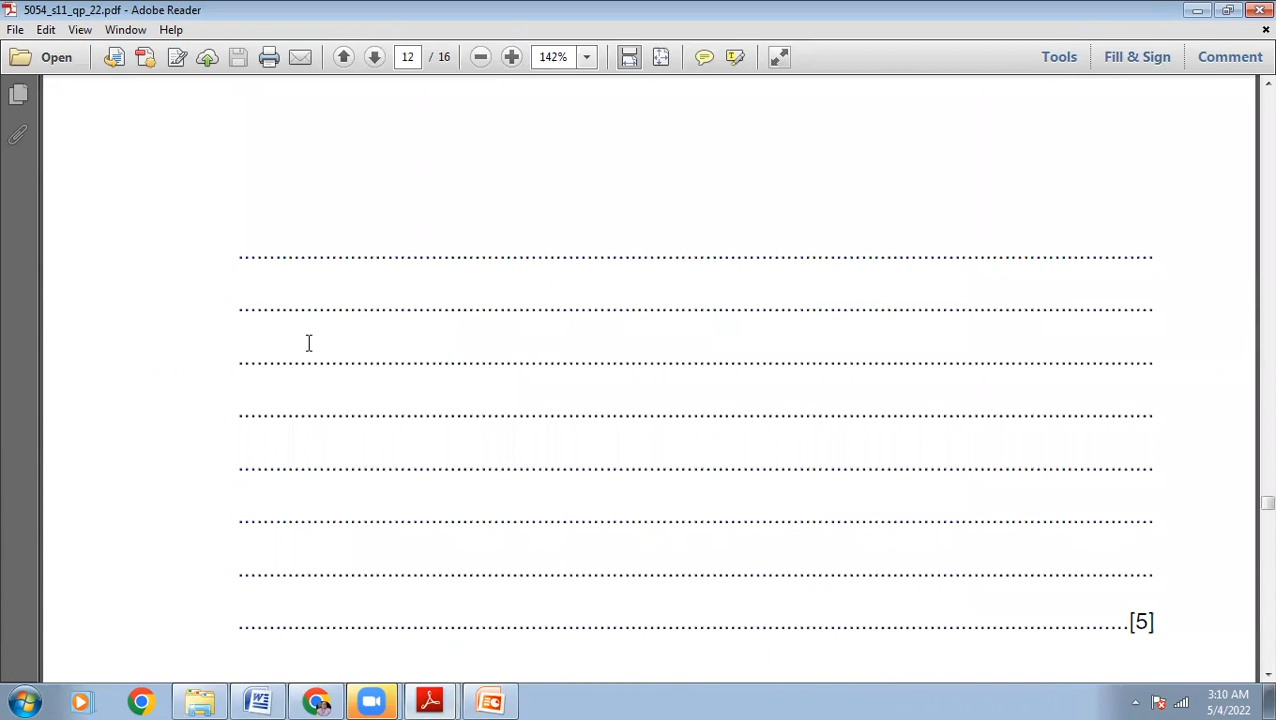 5054_s11_qp_22.pdf - Adobe Reader
File Edit View Window Help
Open 12 / 16 142% Tools Fill & Sign Comment
........................................................................................................................
........................................................................................................................
........................................................................................................................
........................................................................................................................
........................................................................................................................
........................................................................................................................
........................................................................................................................
.....................................................................................................................[5]
3:10 AM
5/4/2022